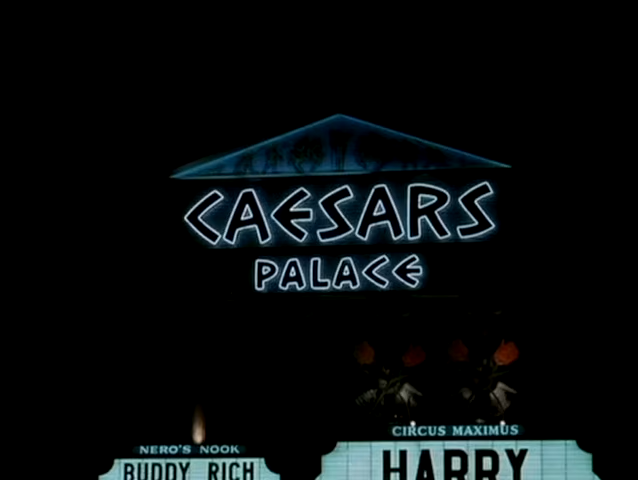 CAESARS
PALACE
CIRCUS MAXIMUS
HARRY
NERO'S NOOK
BUDDY RICH